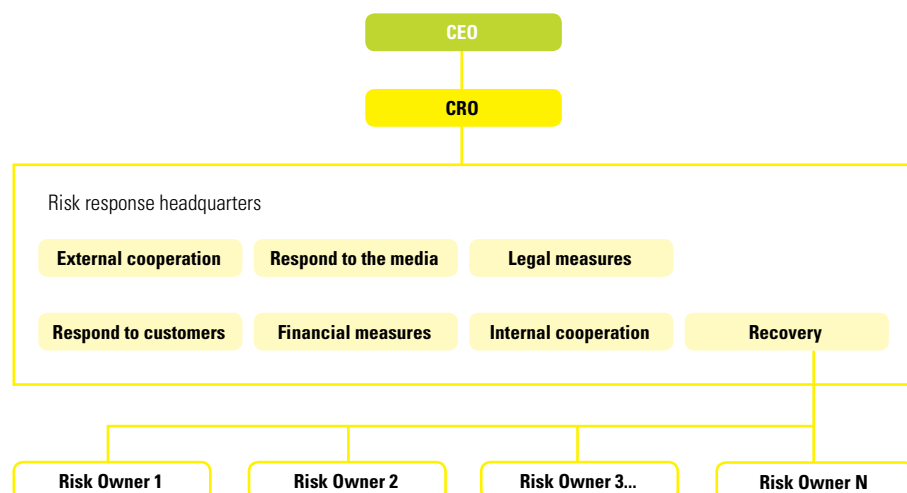 CEO
CRO
Risk response headquarters
External cooperation
Respond to the media
Legal measures
Respond to customers
Financial measures
Internal cooperation
Recovery
Risk Owner 1
Risk Owner 2
Risk Owner 3...
Risk Owner N